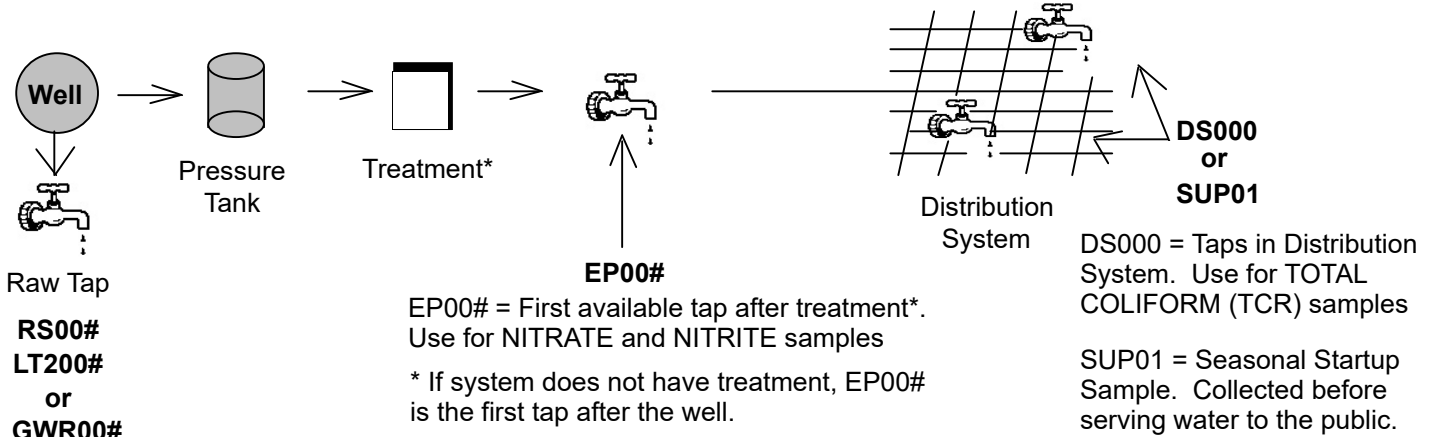 Well
Pressure
Tank
Treatment*
Raw Tap
RS00#
LT200#
or
GWR00#
EP00#
EP00# = First available tap after treatment*.
Use for NITRATE and NITRITE samples
* If system does not have treatment, EP00#
is the first tap after the well.
Distribution
System
DS000
or
SUP01
DS000 = Taps in Distribution
System. Use for TOTAL
COLIFORM (TCR) samples
SUP01 = Seasonal Startup
Sample. Collected before
serving water to the public.